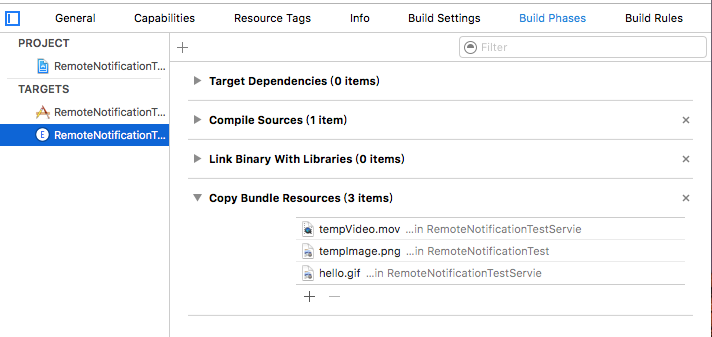 General Capabilities Resource Tags Info Build Settings Build Phases Build Rules
PROJECT
RemoteNotificationT...
TARGETS
RemoteNotificationT...
RemoteNotificationT...
E
Filter
Target Dependencies (0 items)
Compile Sources (1 item)
Link Binary With Libraries (0 items)
Copy Bundle Resources (3 items)
tempVideo.mov ...in RemoteNotificationTestServie
tempImage.png ...in RemoteNotificationTest
hello.gif ...in RemoteNotificationTestServie